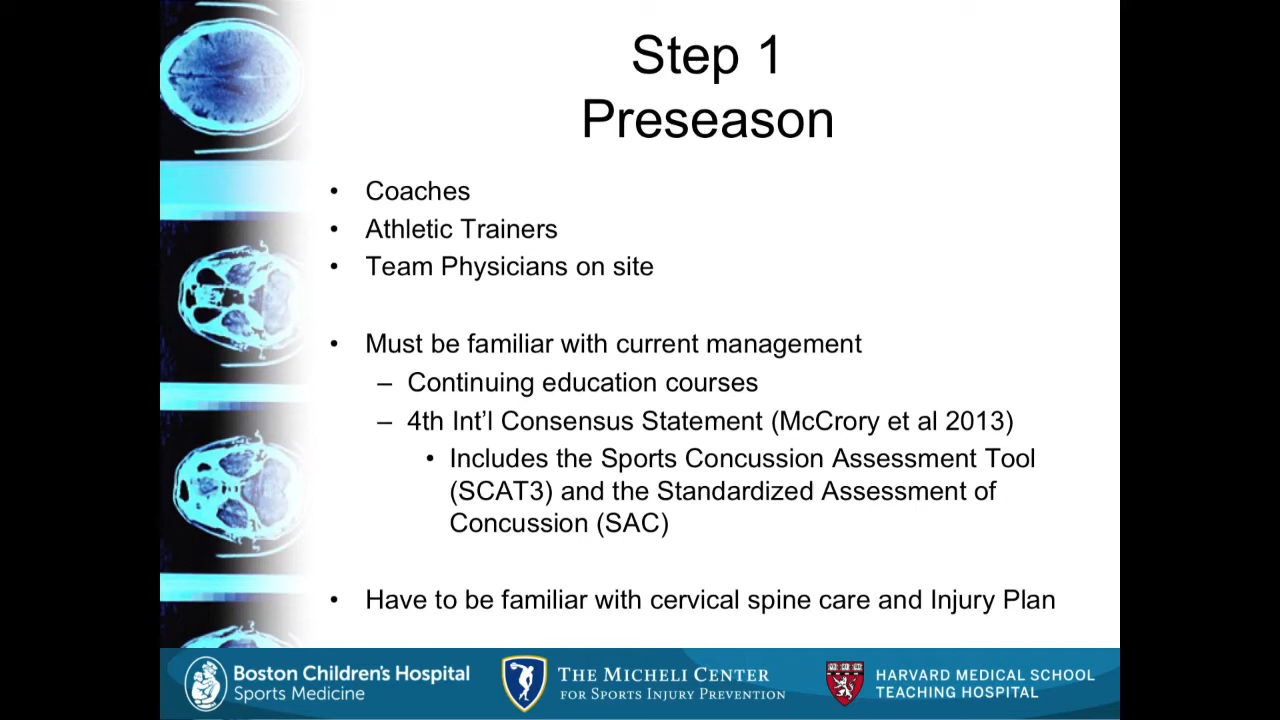 Step 1
Preseason
• Coaches
• Athletic Trainers
• Team Physicians on site
• Must be familiar with current management
– Continuing education courses
– 4th Int'l Consensus Statement (McCrory et al 2013)
• Includes the Sports Concussion Assessment Tool
(SCAT3) and the Standardized Assessment of
Concussion (SAC)
• Have to be familiar with cervical spine care and Injury Plan
Boston Children's Hospital
Sports Medicine
THE MICHELI CENTER
FOR SPORTS INJURY PREVENTION
HARVARD MEDICAL SCHOOL
TEACHING HOSPITAL